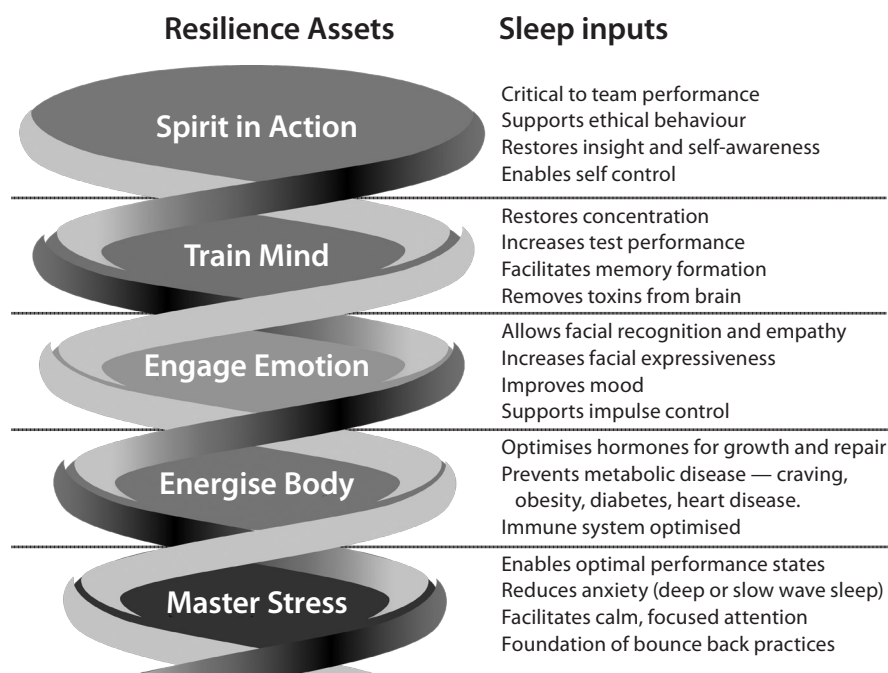 Resilience Assets Sleep inputs
Spirit in Action
Critical to team performance
Supports ethical behaviour
Restores insight and self-awareness
Enables self control
Train Mind
Restores concentration
Increases test performance
Facilitates memory formation
Removes toxins from brain
Engage Emotion
Allows facial recognition and empathy
Increases facial expressiveness
Improves mood
Supports impulse control
Energise Body
Optimises hormones for growth and repair
Prevents metabolic disease — craving,
obesity, diabetes, heart disease.
Immune system optimised
Master Stress
Enables optimal performance states
Reduces anxiety (deep or slow wave sleep)
Facilitates calm, focused attention
Foundation of bounce back practices